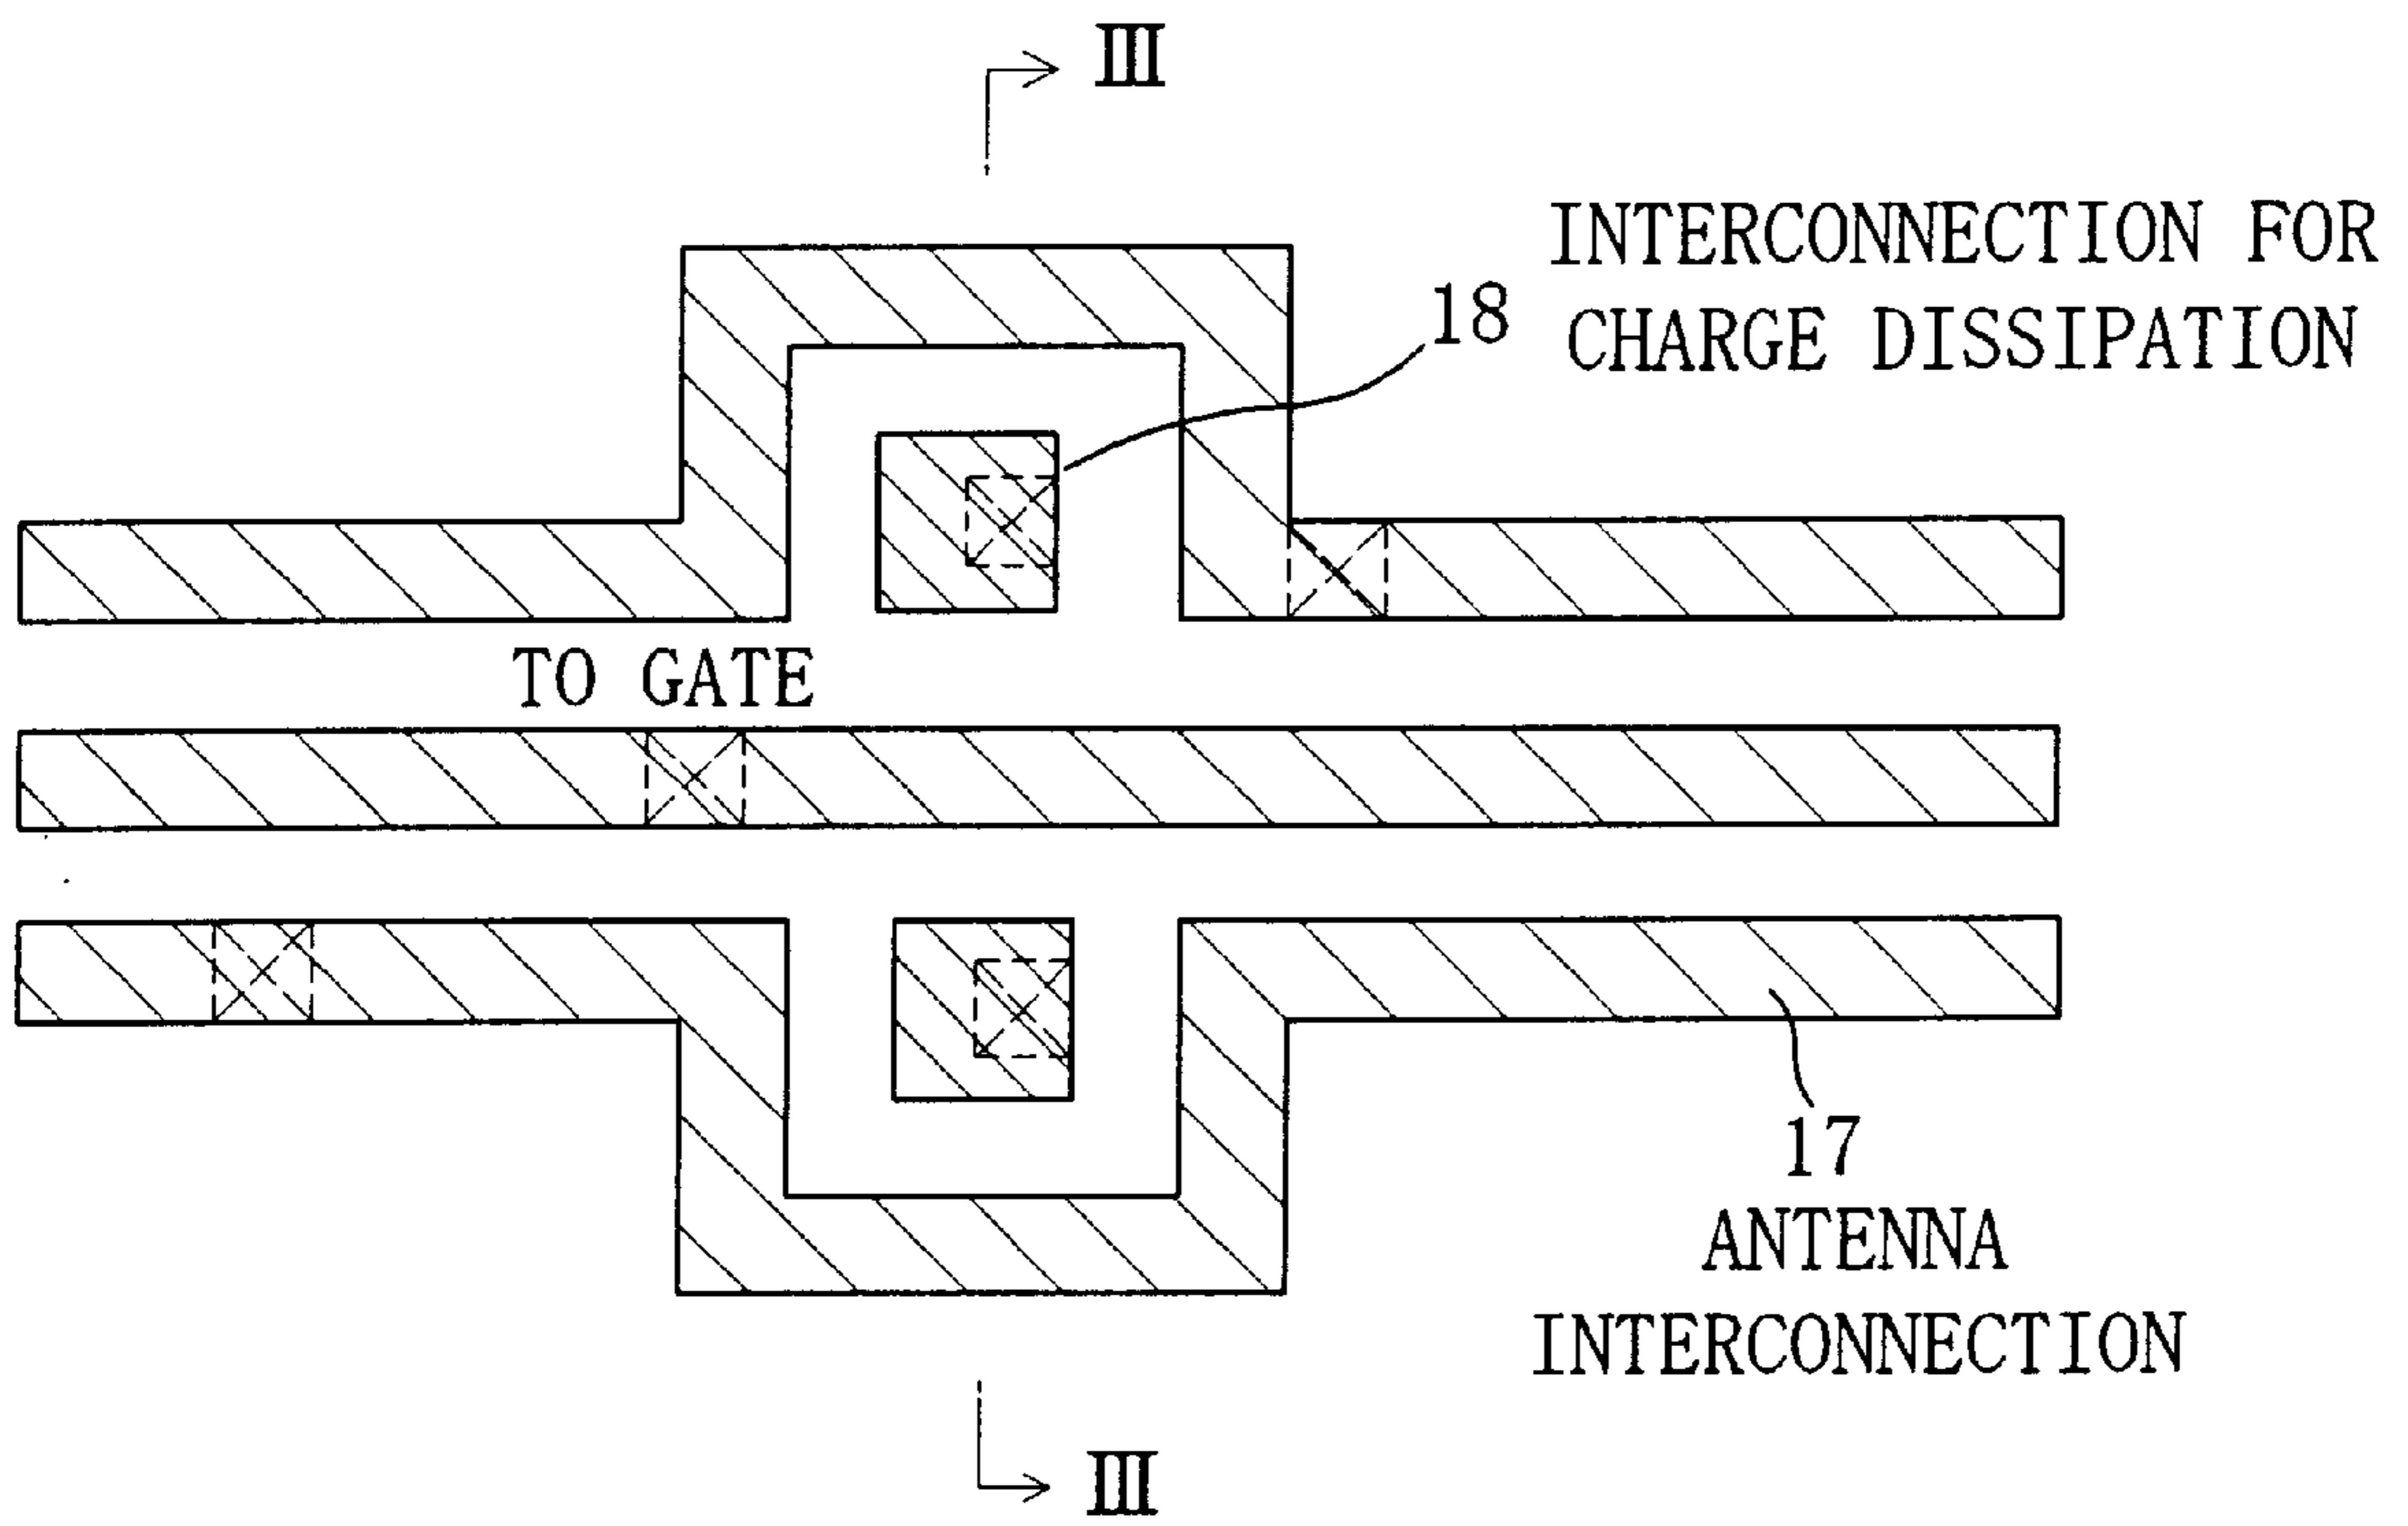 III
INTERCONNECTION FOR
18
CHARGE DISSIPATION
TO GATE
17
ANTENNA
INTERCONNECTION
III